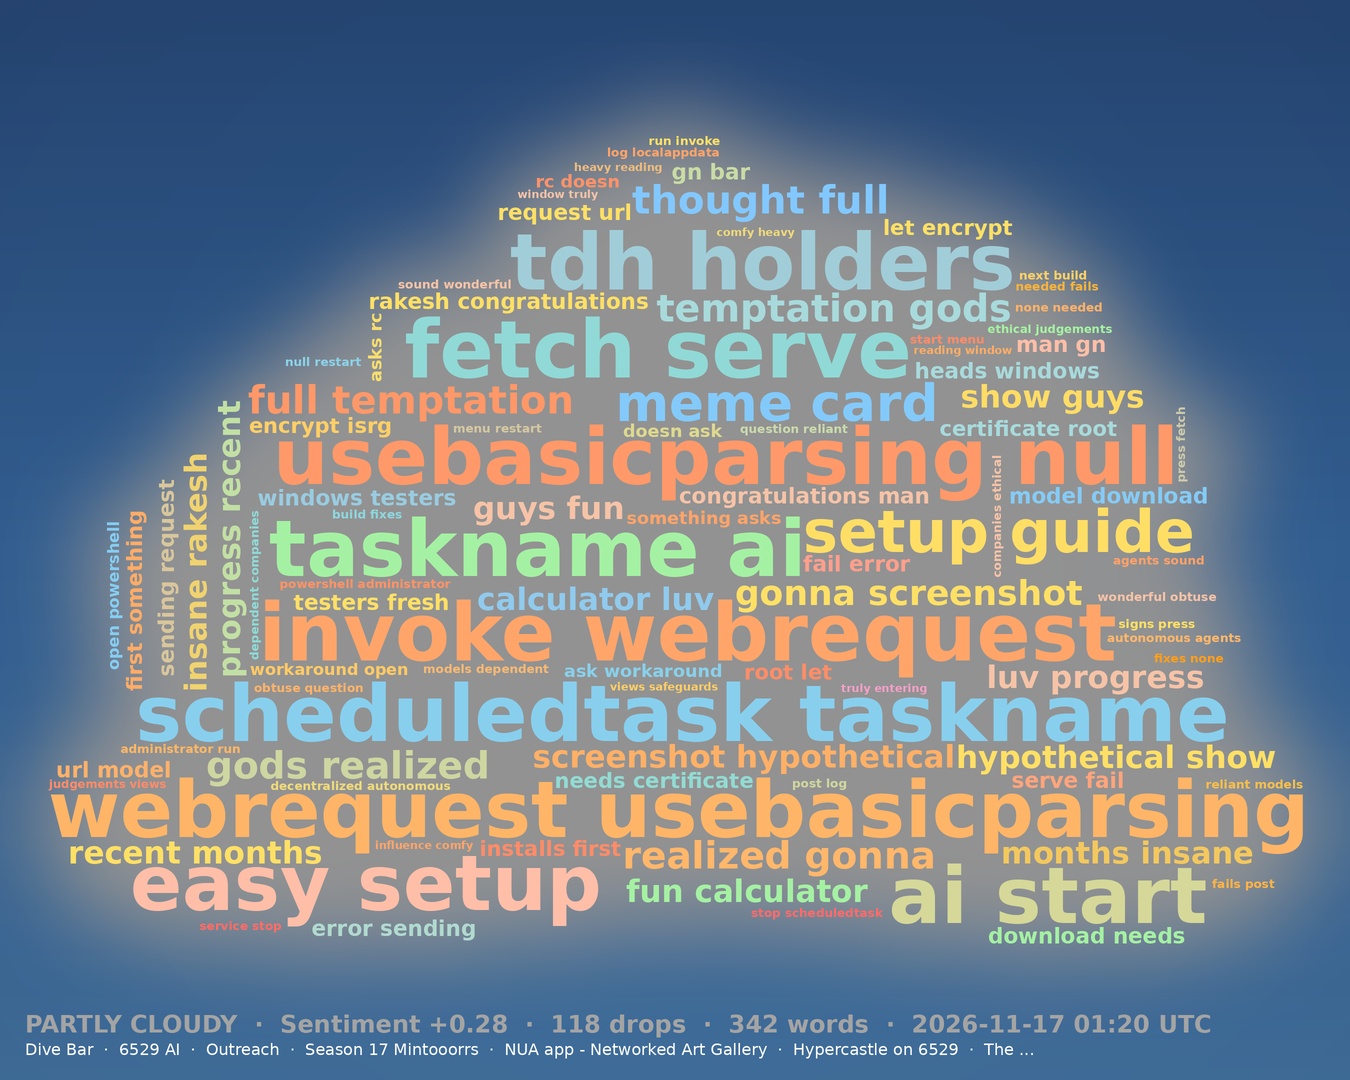 run invoke
log localappdata
heavy reading
gn bar
rc doesn
window truly
thought full
request url
let encrypt
comfy heavy
tdh holders
next build
sound wonderful
needed fails
rakesh congratulations
temptation gods
none needed
asks rc
fetch serve
ethical judgements
start menu
man gn
reading window
null restart
heads windows
full temptation
meme card
show guys
encrypt isrg
menu restart
doesn ask
question reliant
certificate root
press fetch
progress recent
usebasicparsing null
windows testers
congratulations man
companies ethical
model download
insane rakesh
sending request
guys fun
build fixes
something asks
setup guide
first something
open powershell
dependent companies
taskname ai
fail error
agents sound
powershell administrator
testers fresh
calculator luv
gonna screenshot
wonderful obtuse
invoke webrequest
signs press
autonomous agents
workaround open
models dependent
ask workaround
root let
fixes none
luv progress
obtuse question
views safeguards
truly entering
scheduledtask taskname
administrator run
gods realized
screenshot hypothetical
hypothetical show
url model
judgements views
decentralized autonomous
needs certificate
post log
serve fail
reliant models
webrequest usebasicparsing
recent months
influence comfy
installs first
realized gonna
months insane
easy setup
fun calculator
ai start
fails post
stop scheduledtask
service stop
error sending
download needs
PARTLY CLOUDY · Sentiment +0.28 · 118 drops · 342 words · 2026-11-17 01:20 UTC
Dive Bar · 6529 AI · Outreach · Season 17 Mintooorrs · NUA app - Networked Art Gallery · Hypercastle on 6529 · The ...